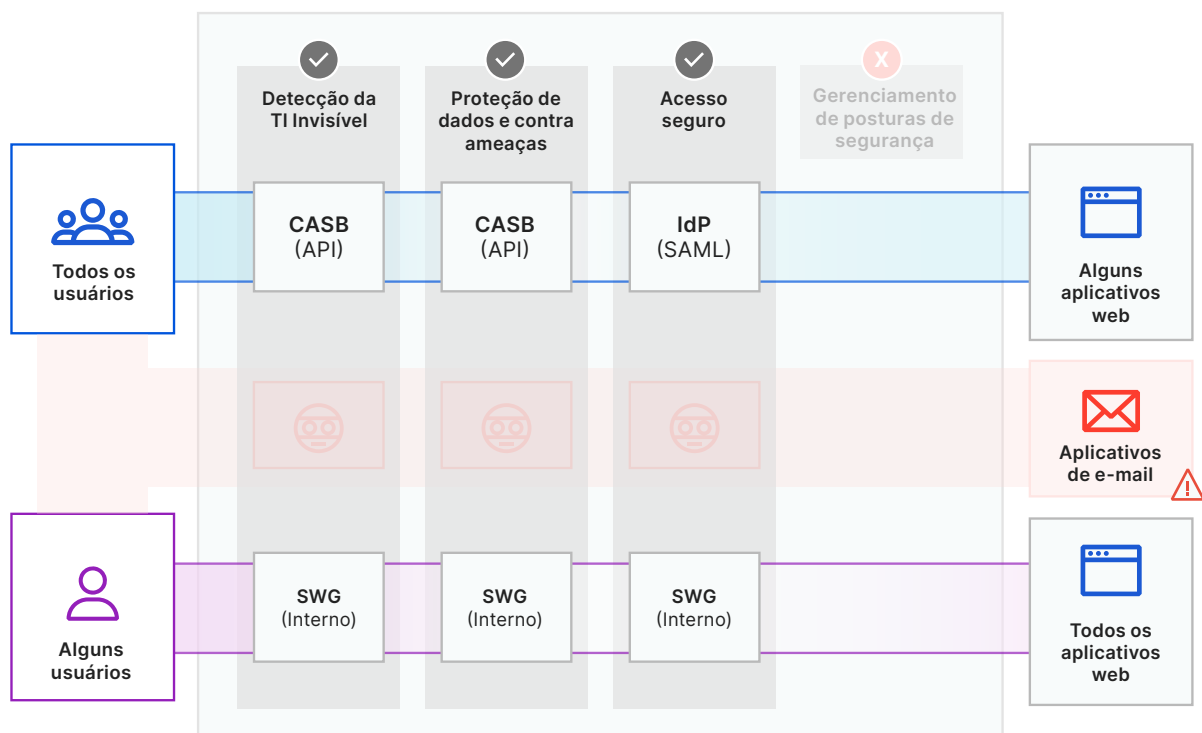 Detecção da
TI Invisível
Proteção de
dados e contra
ameaças
Acesso
seguro
X
Gerenciamento
de posturas de
segurança
Todos os
usuários
CASB
(API)
CASB
(API)
IdP
(SAML)
Alguns
aplicativos
web
Aplicativos
de e-mail
Alguns
usuários
SWG
(Interno)
SWG
(Interno)
SWG
(Interno)
Todos os
aplicativos
web